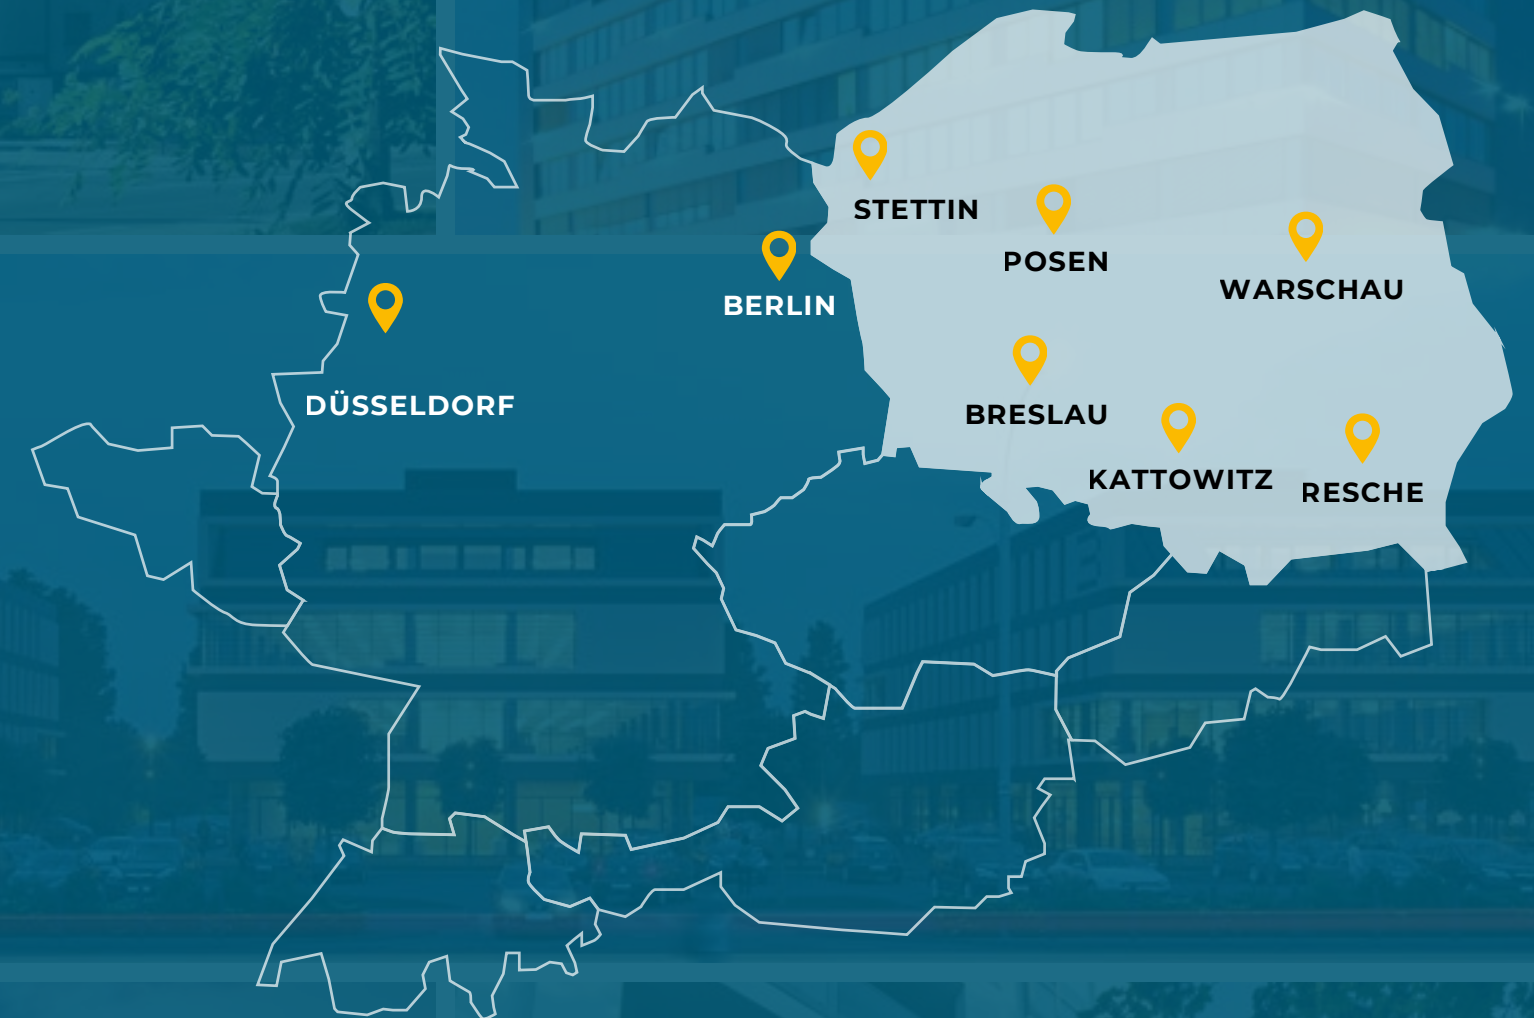 STETTIN
POSEN
WARSCHAU
BERLIN
DÜSSELDORF
BRESLAU
KATTOWITZ
RESCHE